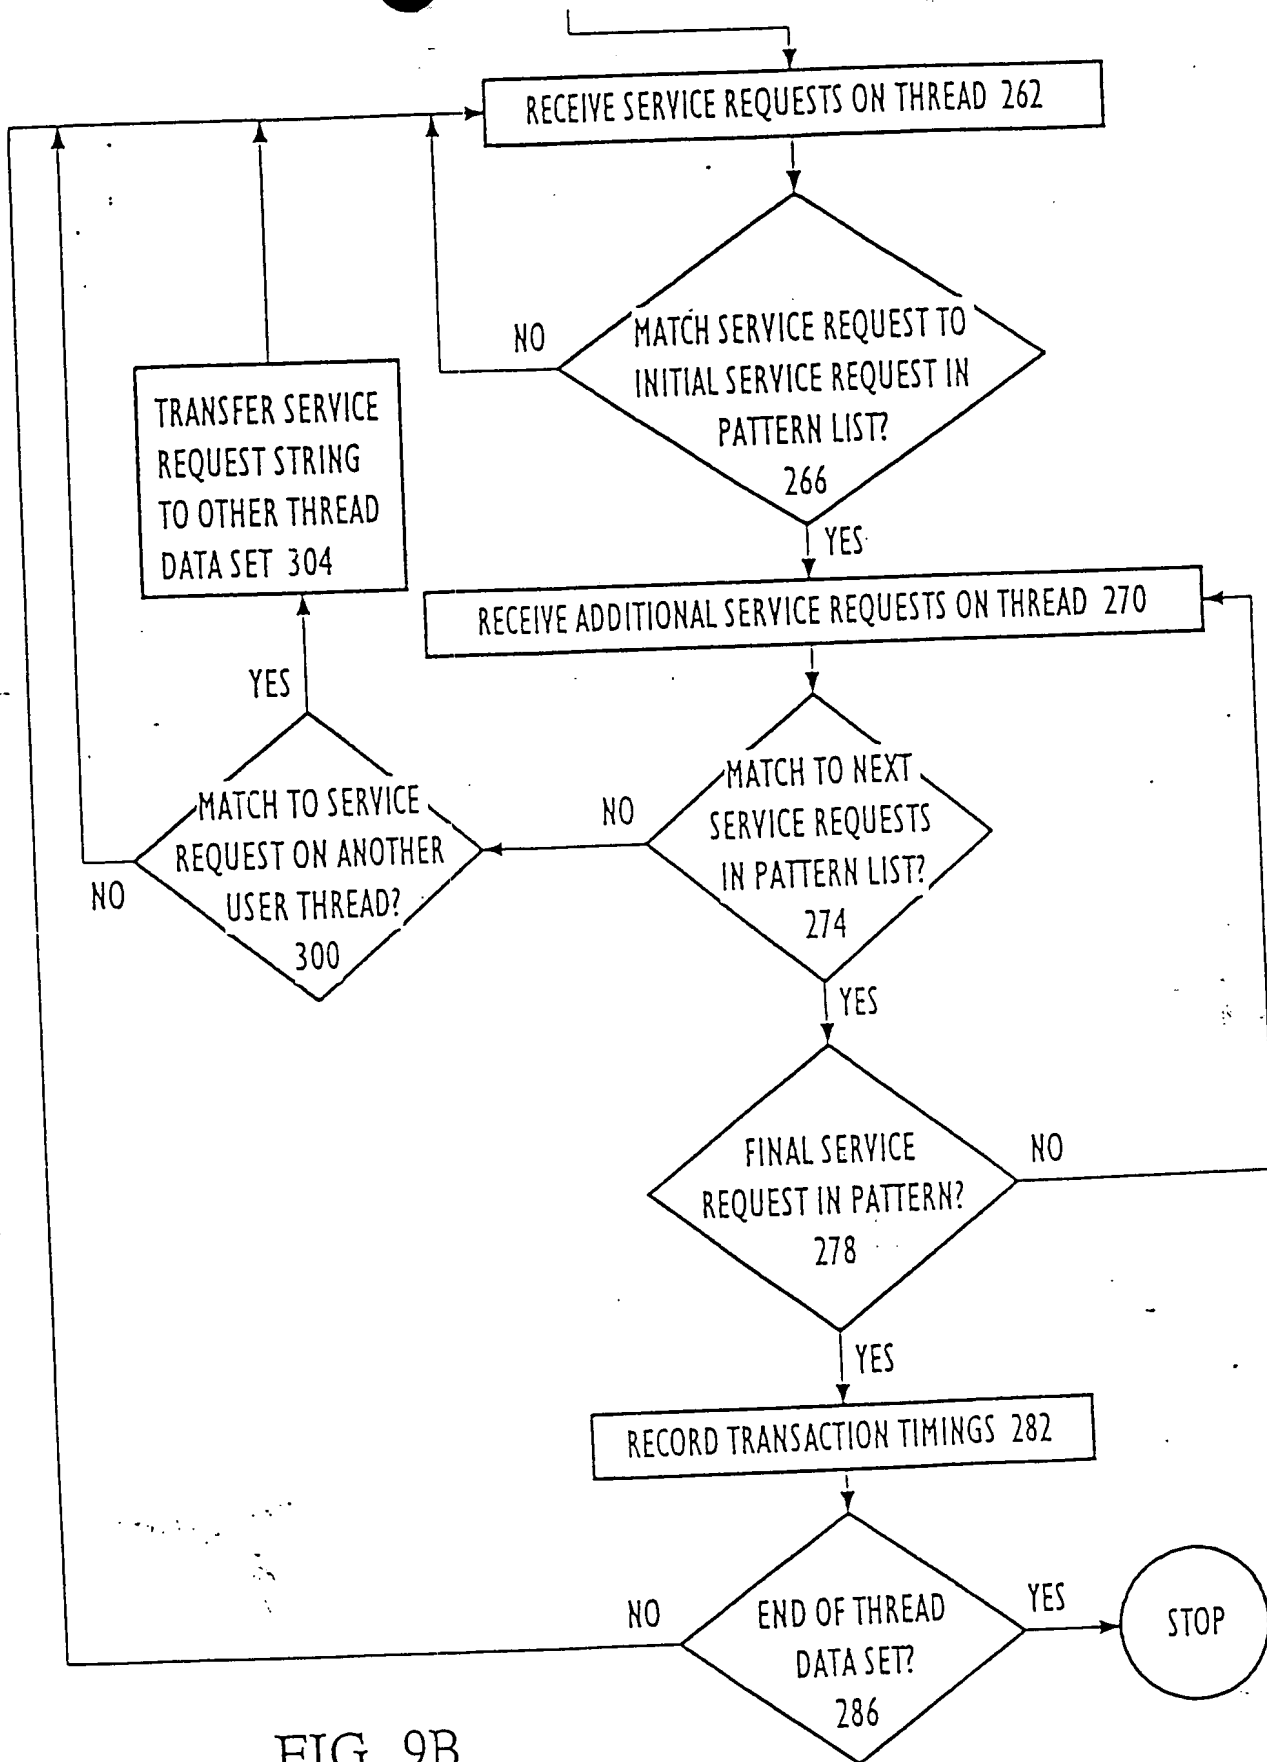 RECEIVE SERVICE REQUESTS ON THREAD 262
NO
MATCH SERVICE REQUEST TO
INITIAL SERVICE REQUEST IN
PATTERN LIST?
266
TRANSFER SERVICE
REQUEST STRING
TO OTHER THREAD
DATA SET 304
YES
RECEIVE ADDITIONAL SERVICE REQUESTS ON THREAD 270
YES
MATCH TO NEXT
SERVICE REQUESTS
IN PATTERN LIST?
274
NO
MATCH TO SERVICE
REQUEST ON ANOTHER
USER THREAD?
300
NO
YES
FINAL SERVICE
REQUEST IN PATTERN?
278
NO
YES
RECORD TRANSACTION TIMINGS 282
NO
END OF THREAD
DATA SET?
286
YES
STOP
FIG. 9B